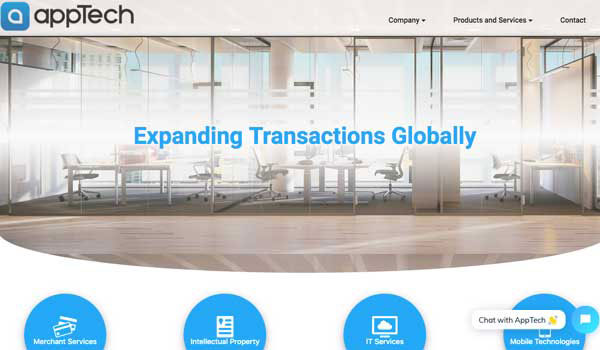 appTech
Company
Products and Services
Contact
Expanding Transactions Globally
Merchant Services
Intellectual Property
IT Services
Mobile Technologies
Chat with AppTech 👋